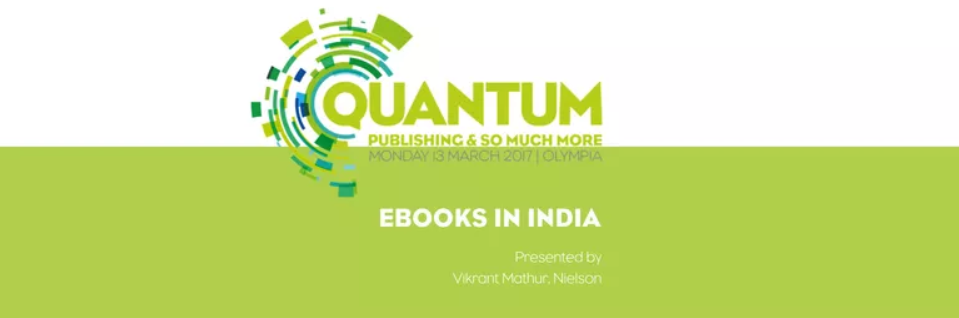 QUANTUM
PUBLISHING & SO MUCH MORE
MONDAY 13 MARCH 2017 | OLYMPIA
EBOOKS IN INDIA
Presented by
Vikrant Mathur, Nielson